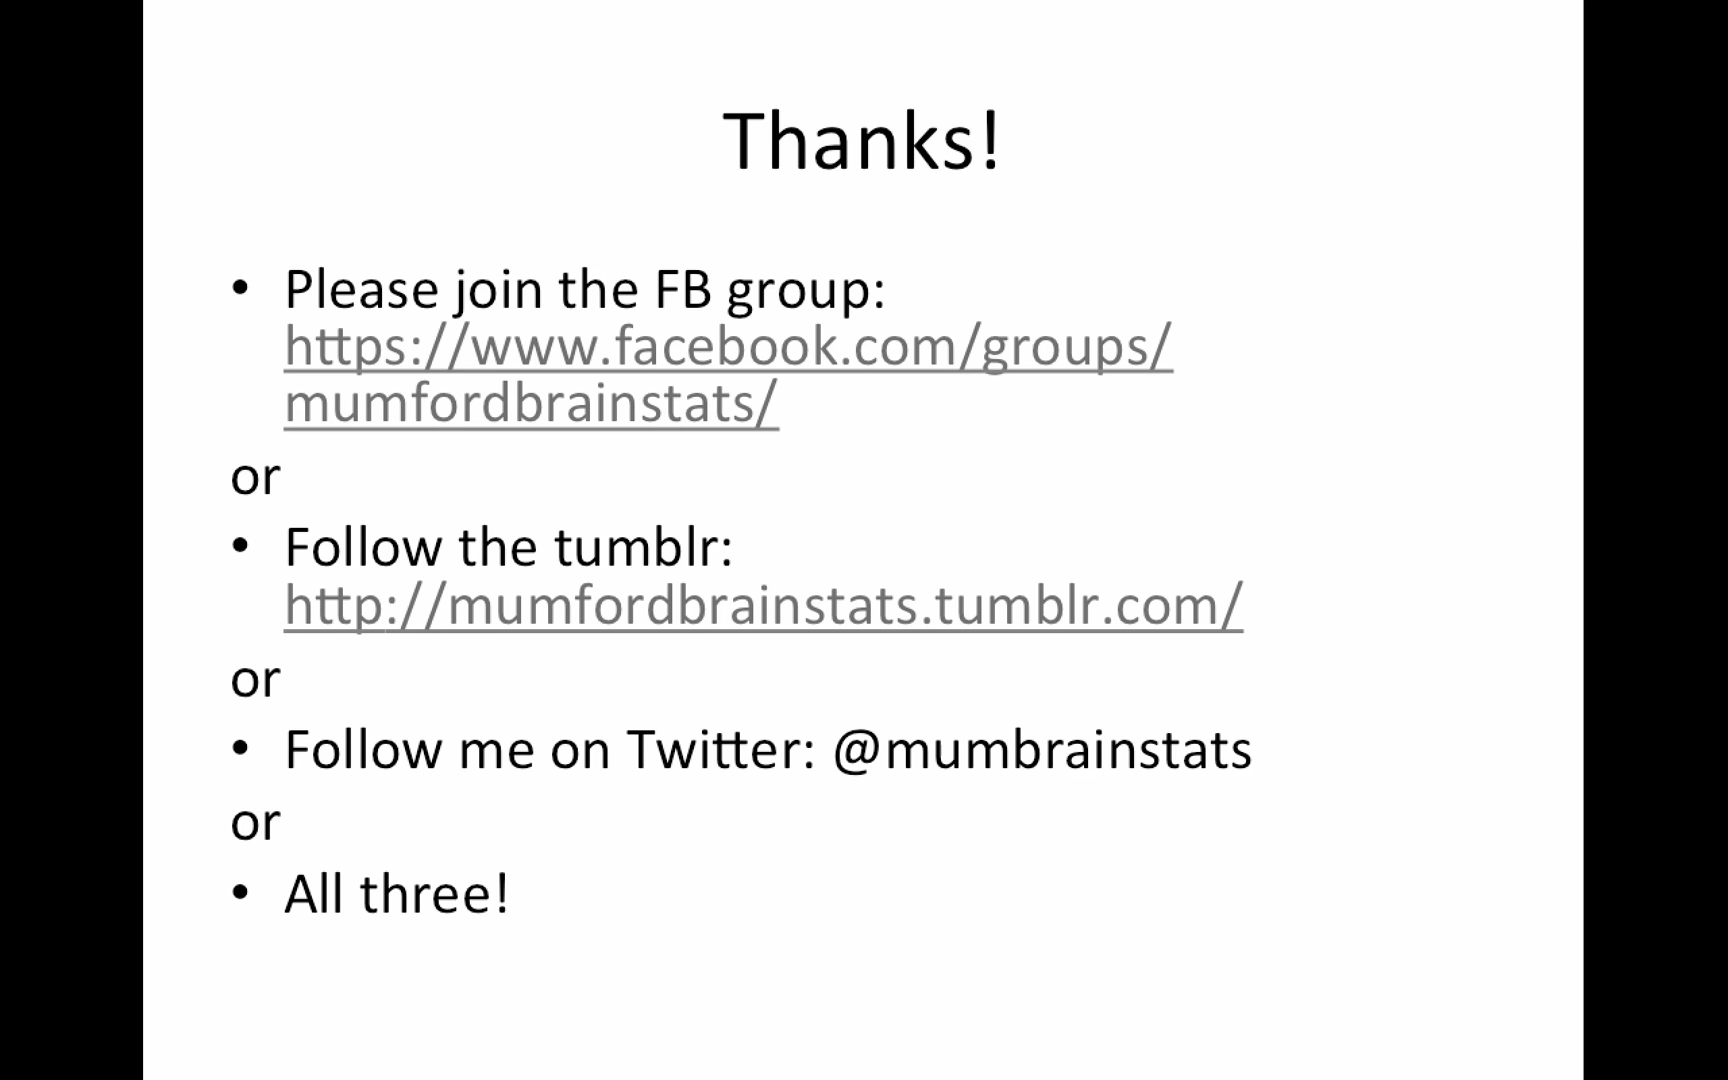 Thanks!
• Please join the FB group:
https://www.facebook.com/groups/
mumfordbrainstats/
or
• Follow the tumblr:
http://mumfordbrainstats.tumblr.com/
or
• Follow me on Twitter: @mumbrainstats
or
• All three!